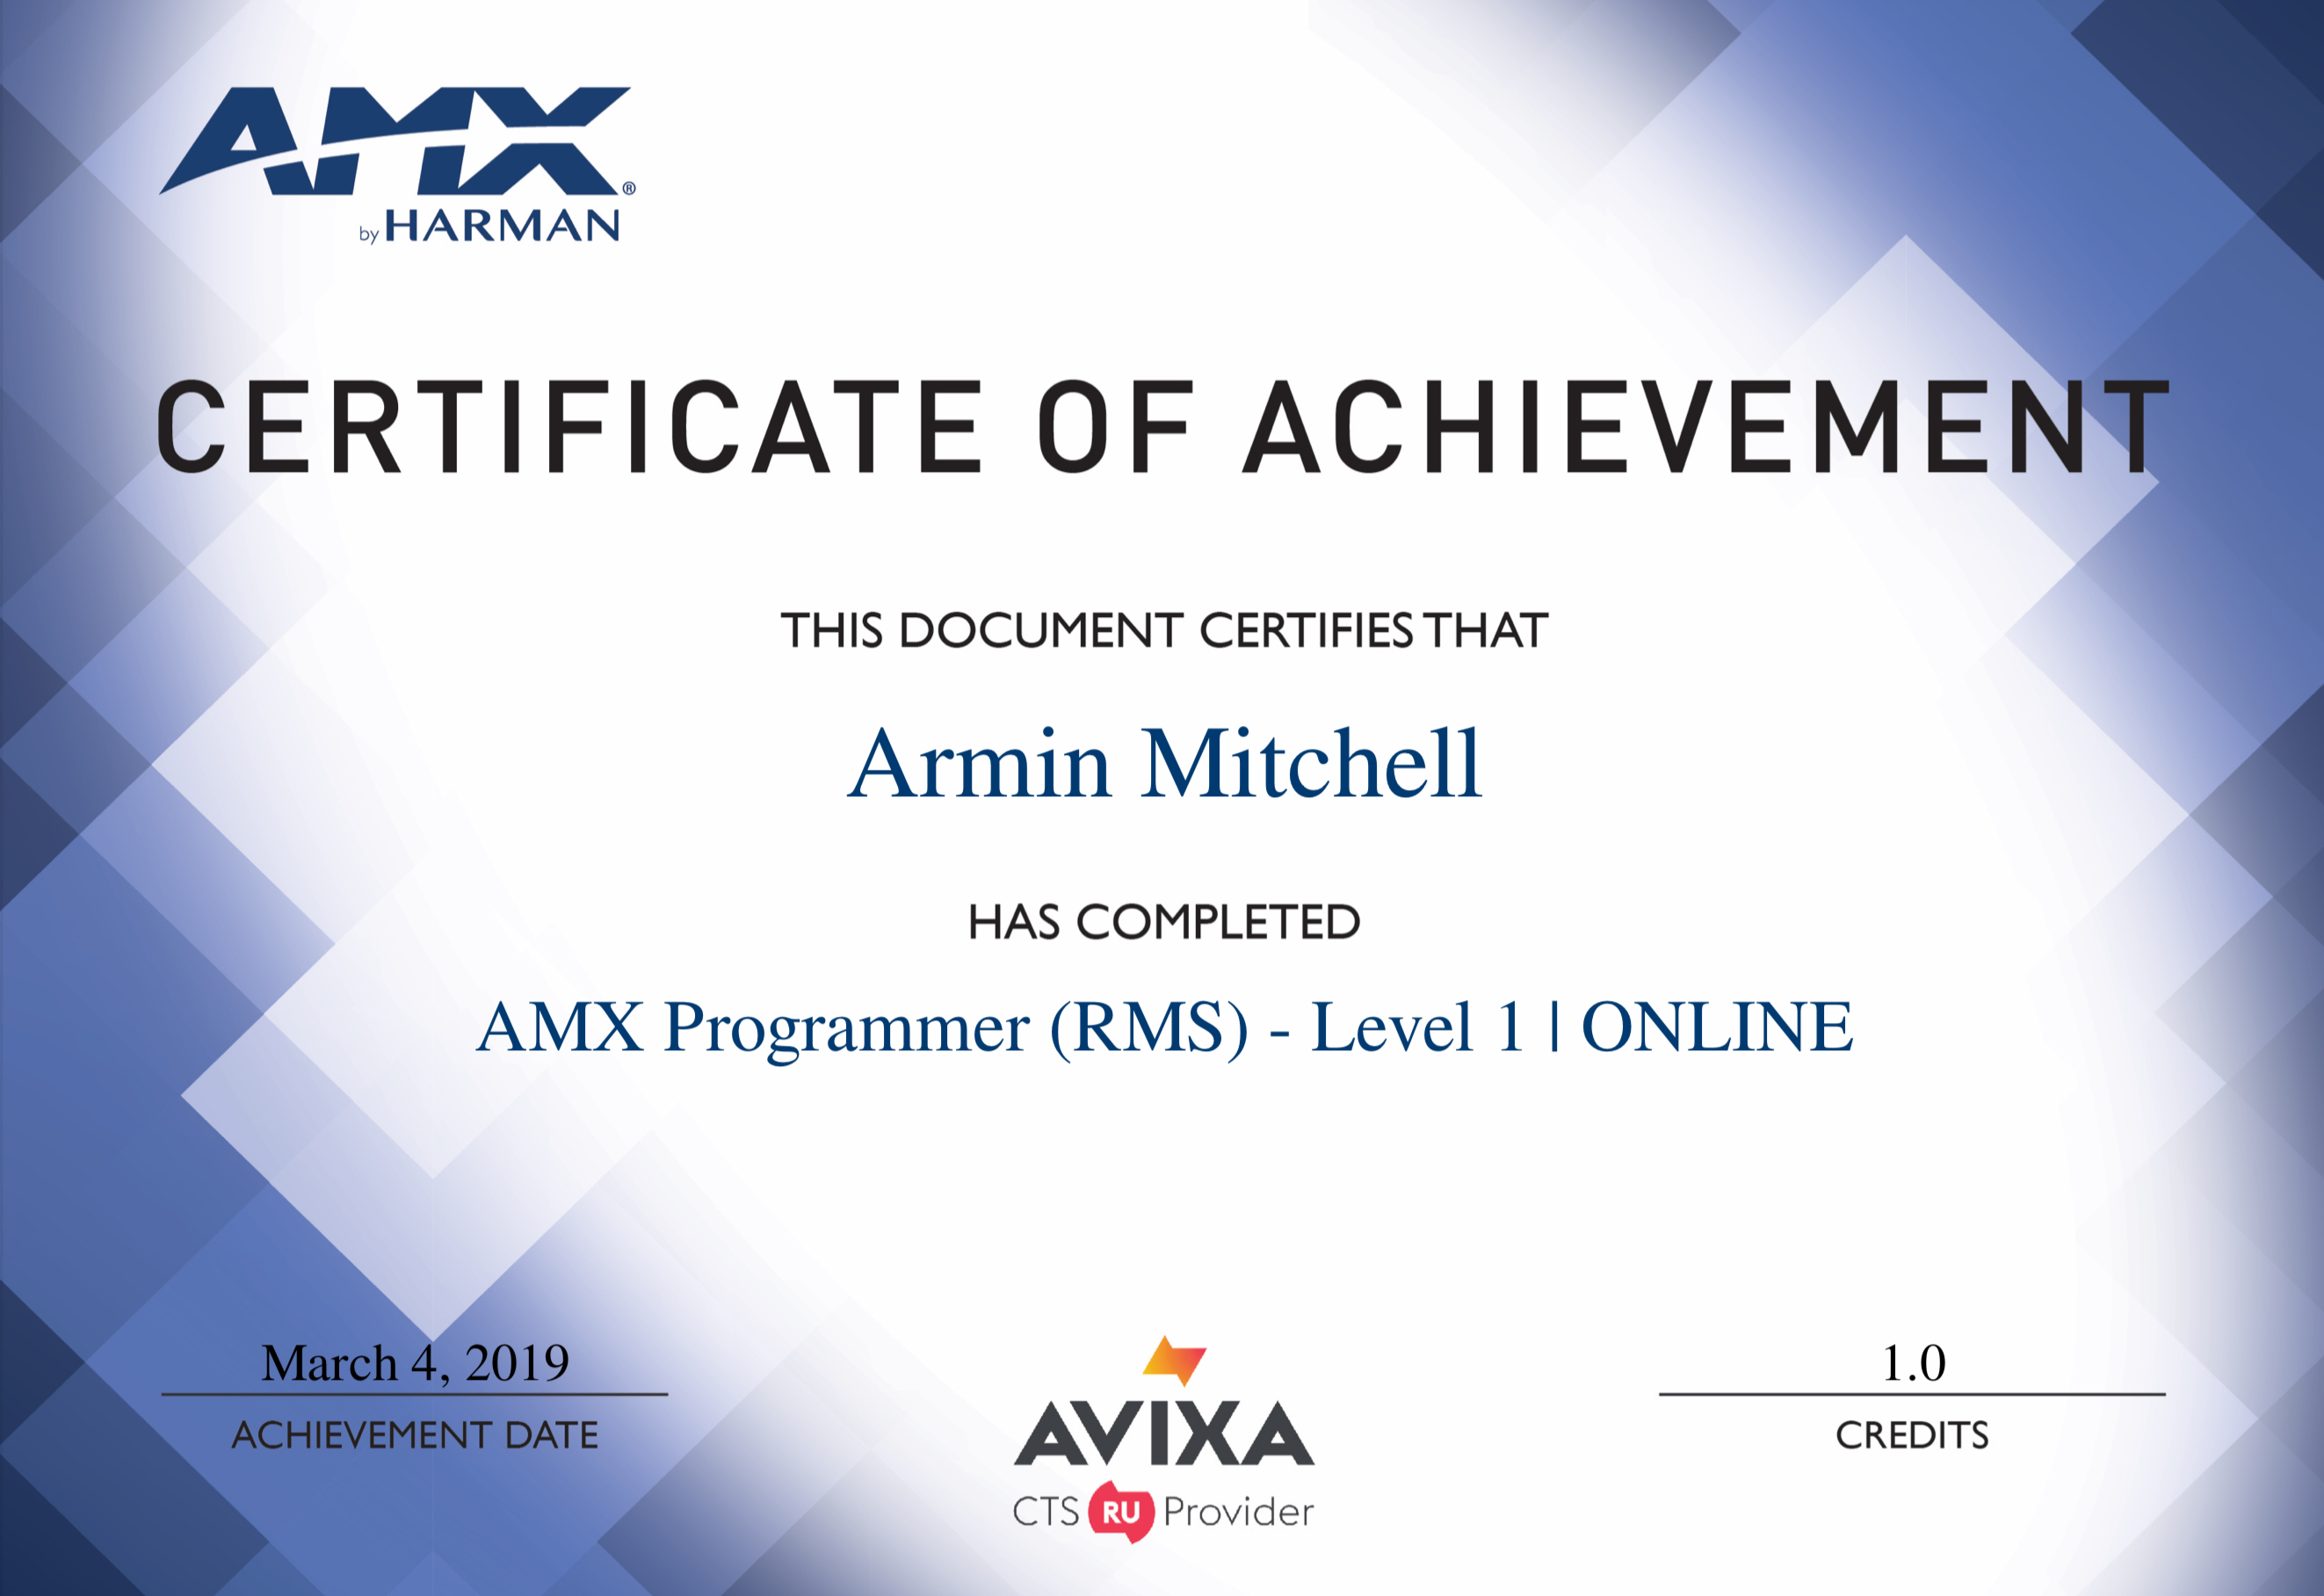 AMX®
by HARMAN
CERTIFICATE OF ACHIEVEMENT
THIS DOCUMENT CERTIFIES THAT
Armin Mitchell
HAS COMPLETED
AMX Programmer (RMS) - Level 1 | ONLINE
March 4, 2019
ACHIEVEMENT DATE
AVIXA
CTS RU Provider
1.0
CREDITS